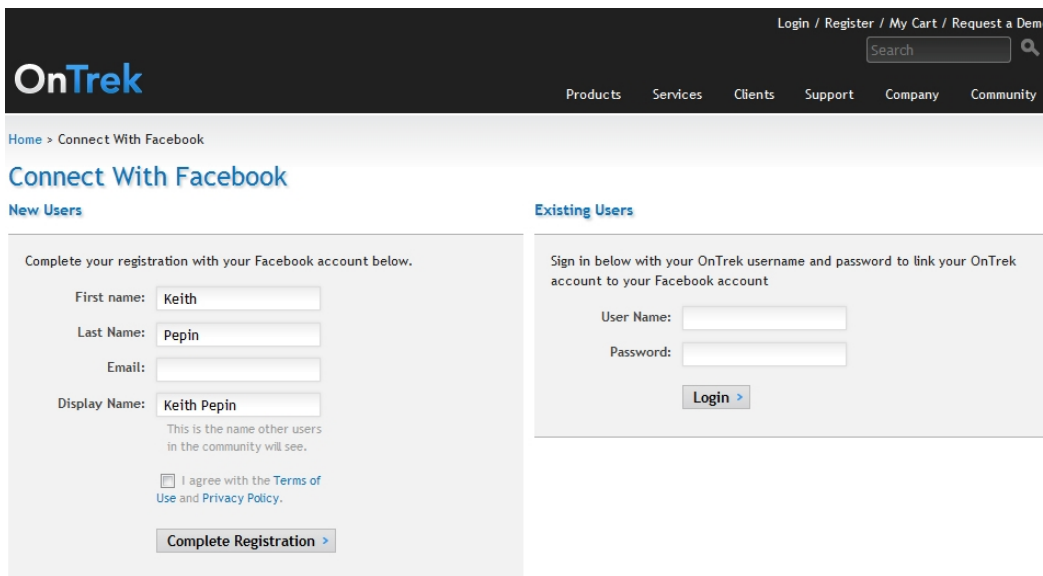 Login / Register / My Cart / Request a Dem
Search
OnTrek
Products Services Clients Support Company Community
Home > Connect With Facebook
Connect With Facebook
New Users
Complete your registration with your Facebook account below.
First name: Keith
Last Name: Pepin
Email:
Display Name: Keith Pepin
This is the name other users
in the community will see.
I agree with the Terms of
Use and Privacy Policy.
Complete Registration >
Existing Users
Sign in below with your OnTrek username and password to link your OnTrek
account to your Facebook account
User Name:
Password:
Login >